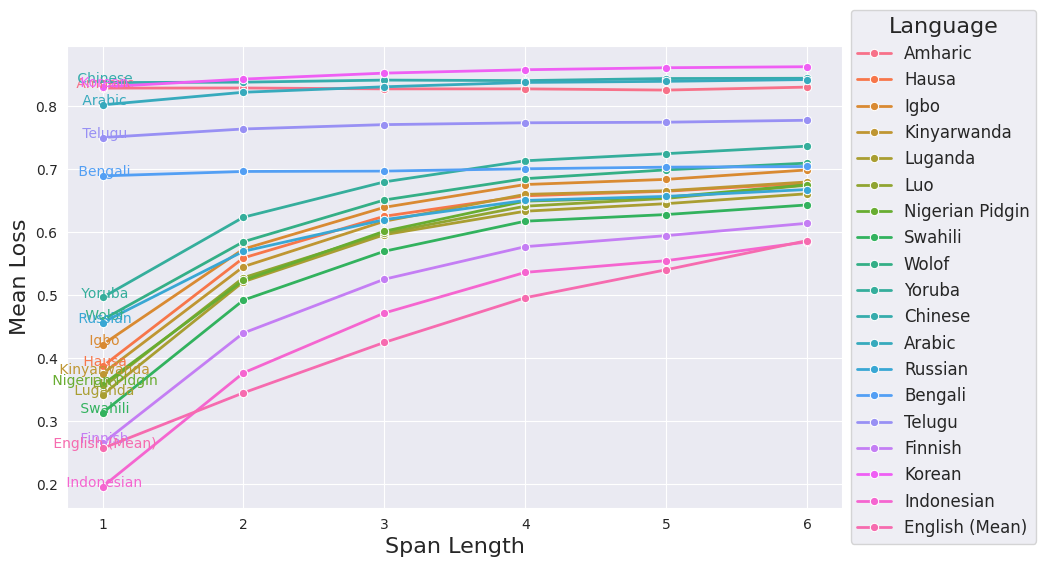 Language
Amharic
Hausa
Igbo
Kinyarwanda
Luganda
Luo
Nigerian Pidgin
Swahili
Wolof
Yoruba
Chinese
Arabic
Russian
Bengali
Telugu
Finnish
Korean
Indonesian
English (Mean)
Mean Loss
0.8
0.7
0.6
0.5
0.4
0.3
0.2
Chinese
Arabic
Telugu
Bengali
Yoruba
Russian
Igbo
Hausa
Kinyarwanda
Nigerian Pidgin
Luganda
Swahili
Finnish
English (Mean)
Indonesian
1 2 3 4 5 6
Span Length